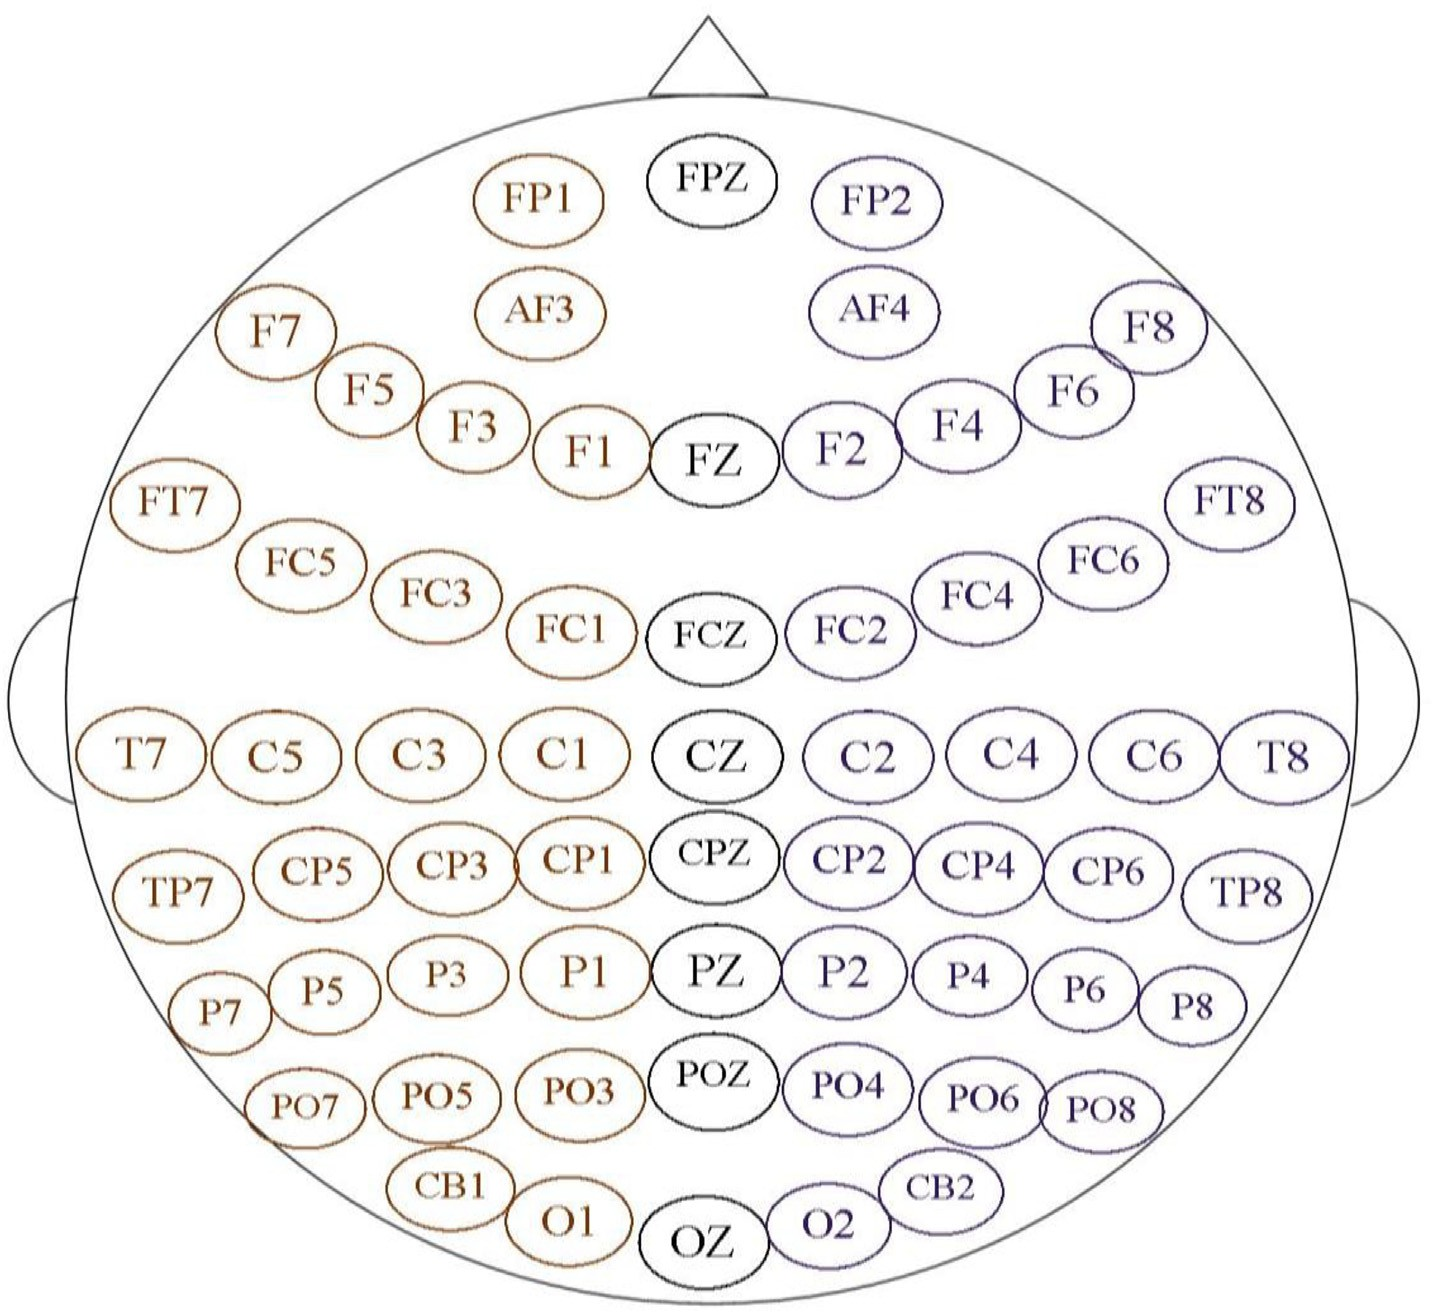 FP1 FPZ FP2
AF3 AF4
F7 F5 F3 F1 FZ F2 F4 F6 F8
FT7 FC5 FC3 FC1 FCZ FC2 FC4 FC6 FT8
T7 C5 C3 C1 CZ C2 C4 C6 T8
TP7 CP5 CP3 CP1 CPZ CP2 CP4 CP6 TP8
P7 P5 P3 P1 PZ P2 P4 P6 P8
PO7 PO5 PO3 POZ PO4 PO6 PO8
CB1 O1 OZ O2 CB2